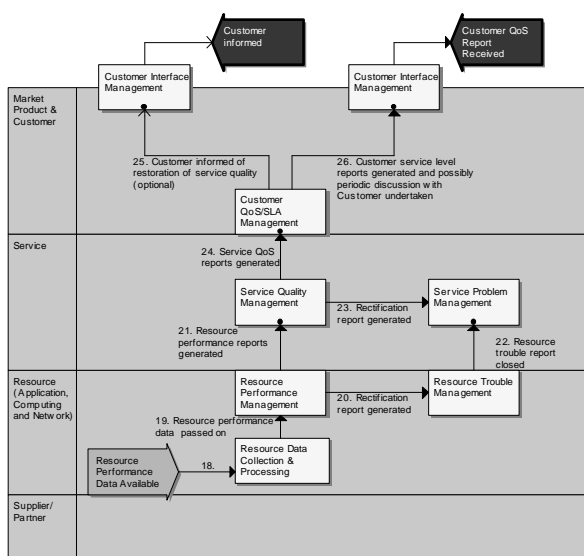 Customer
informed
Customer QoS
Report
Received
Customer Interface
Management
Customer Interface
Management
Market
Product &
Customer
25. Customer informed of
restoration of service quality
(optional)
26. Customer service level
reports generated and possibly
periodic discussion with
Customer undertaken
Customer
QoS/SLA
Management
Service
24. Service QoS
reports generated
Service Quality
Management
23. Rectification
report generated
Service Problem
Management
21. Resource
performance reports
generated
22. Resource
trouble report
closed
Resource
(Application,
Computing
and Network)
Resource
Performance
Management
20. Rectification
report generated
Resource Trouble
Management
19. Resource performance
data passed on
Resource
Performance
Data Available
18.
Resource Data
Collection &
Processing
Supplier/
Partner